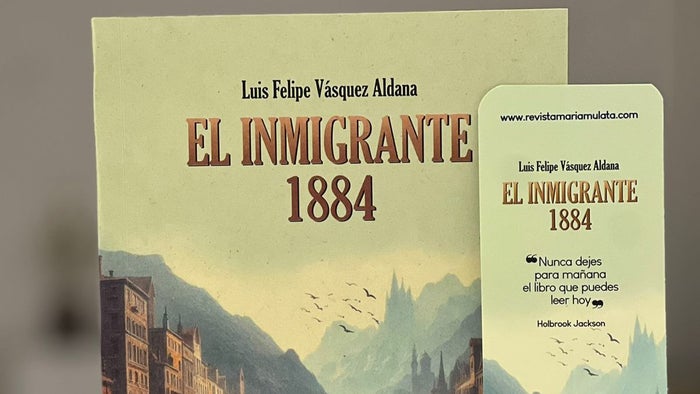 Luis Felipe Vásquez Aldana
EL INMIGRANTE
1884
www.revistamariamulata.com
Luis Felipe Vásquez Aldana
EL INMIGRANTE
1884
❝Nunca dejes
para mañana
el libro que puedes
leer hoy❞
Holbrook Jackson